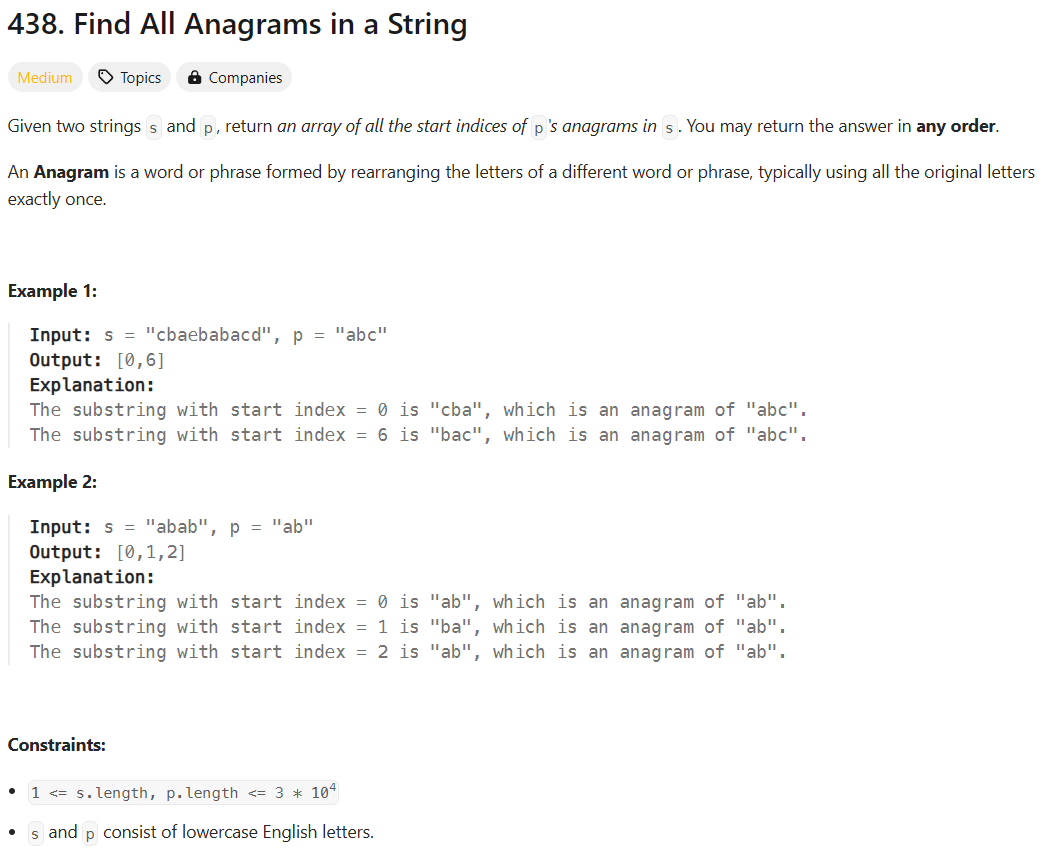 438. Find All Anagrams in a String
Medium Topics Companies
Given two strings s and p, return an array of all the start indices of p's anagrams in s. You may return the answer in any order.
An Anagram is a word or phrase formed by rearranging the letters of a different word or phrase, typically using all the original letters
exactly once.
Example 1:
Input: s = "cbaebabacd", p = "abc"
Output: [0,6]
Explanation:
The substring with start index = 0 is "cba", which is an anagram of "abc".
The substring with start index = 6 is "bac", which is an anagram of "abc".
Example 2:
Input: s = "abab", p = "ab"
Output: [0,1,2]
Explanation:
The substring with start index = 0 is "ab", which is an anagram of "ab".
The substring with start index = 1 is "ba", which is an anagram of "ab".
The substring with start index = 2 is "ab", which is an anagram of "ab".
Constraints:
• 1 <= s.length, p.length <= 3 * 10⁴
• s and p consist of lowercase English letters.